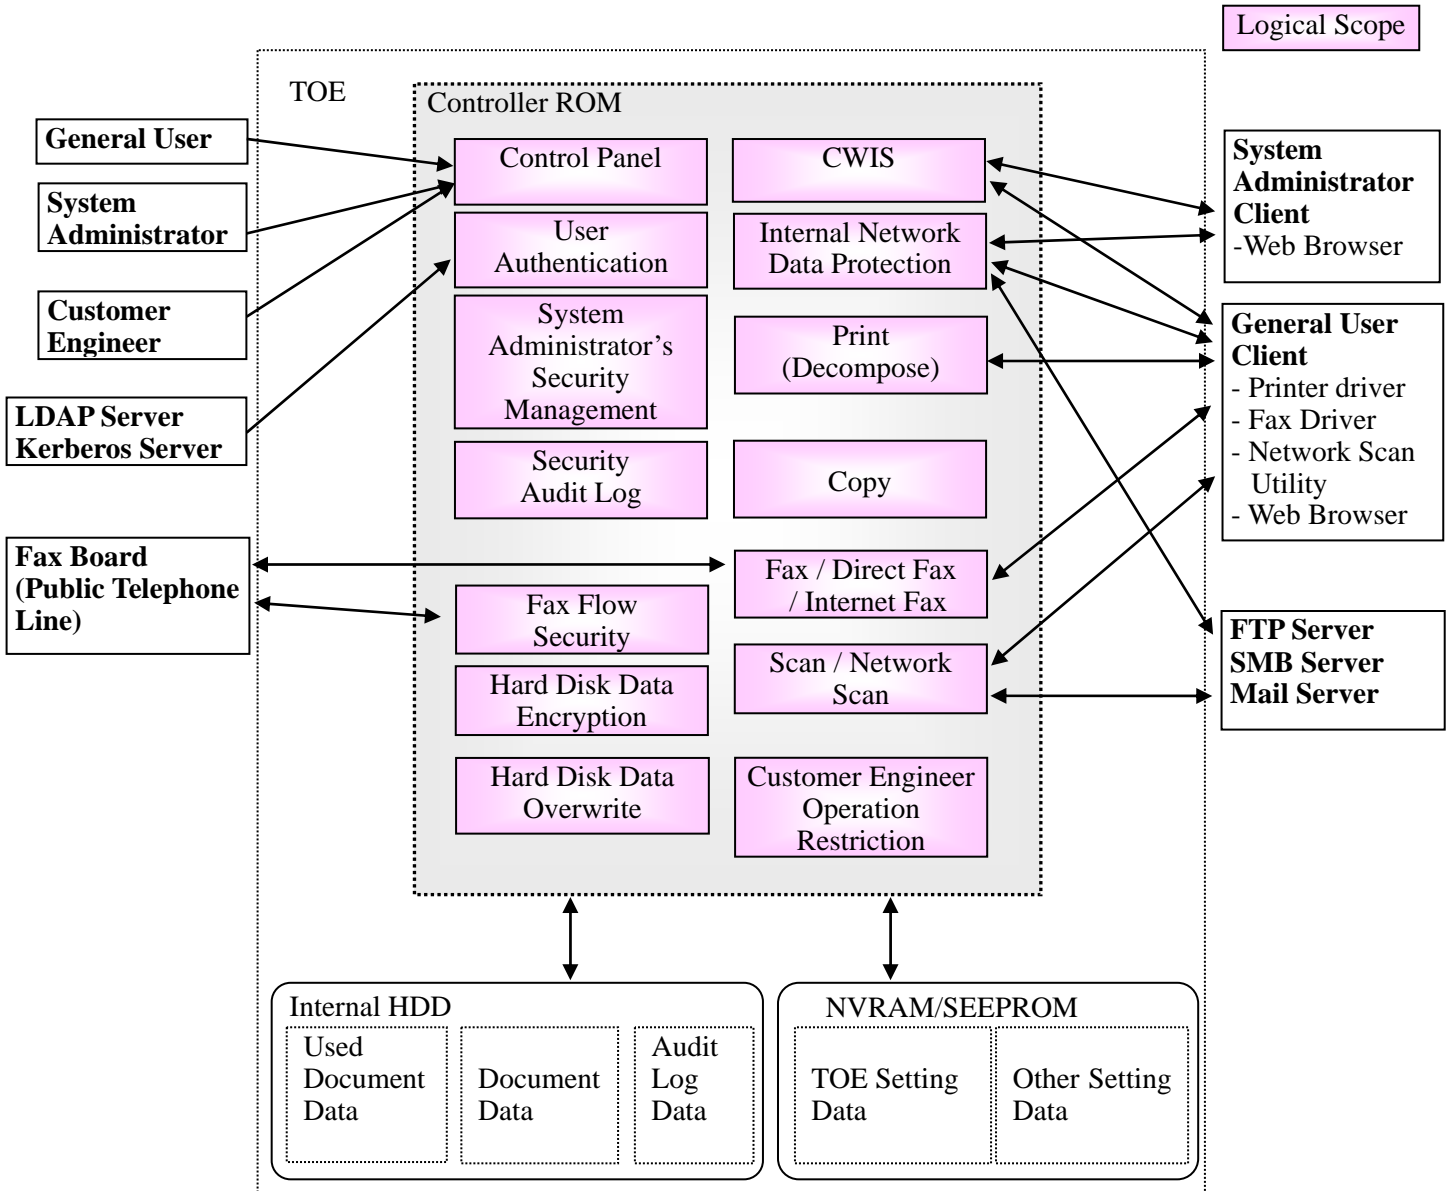 Logical Scope
TOE
Controller ROM
General User
System
Administrator
Customer
Engineer
LDAP Server
Kerberos Server
Fax Board
(Public Telephone
Line)
Control Panel
User
Authentication
System
Administrator’s
Security
Management
Security
Audit Log
Fax Flow
Security
Hard Disk Data
Encryption
Hard Disk Data
Overwrite
CWIS
Internal Network
Data Protection
Print
(Decompose)
Copy
Fax / Direct Fax
/ Internet Fax
Scan / Network
Scan
Customer Engineer
Operation
Restriction
System
Administrator
Client
-Web Browser
General User
Client
- Printer driver
- Fax Driver
- Network Scan
Utility
- Web Browser
FTP Server
SMB Server
Mail Server
Internal HDD
Used
Document
Data
Document
Data
Audit
Log
Data
NVRAM/SEEPROM
TOE Setting
Data
Other Setting
Data